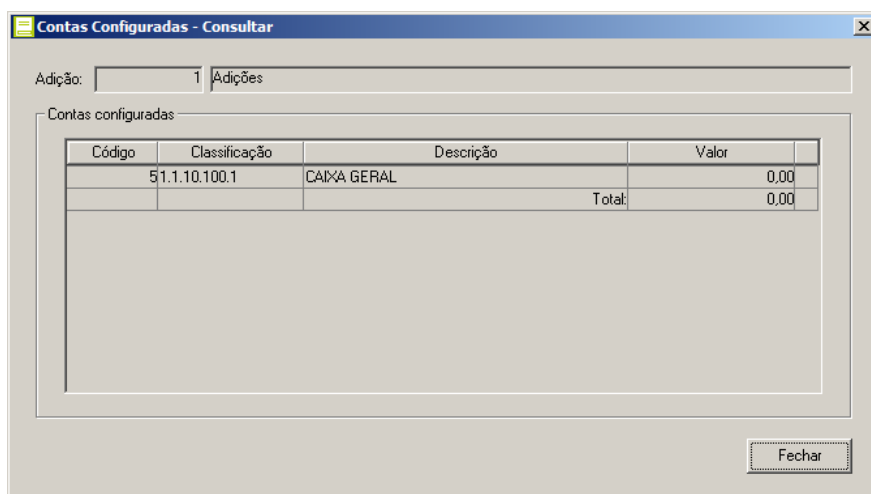 Contas Configuradas - Consultar
Adição: 1 Adições
Contas configuradas
Código Classificação Descrição Valor
5 1.1.10.100.1 CAIXA GERAL 0,00
Total: 0,00
Fechar